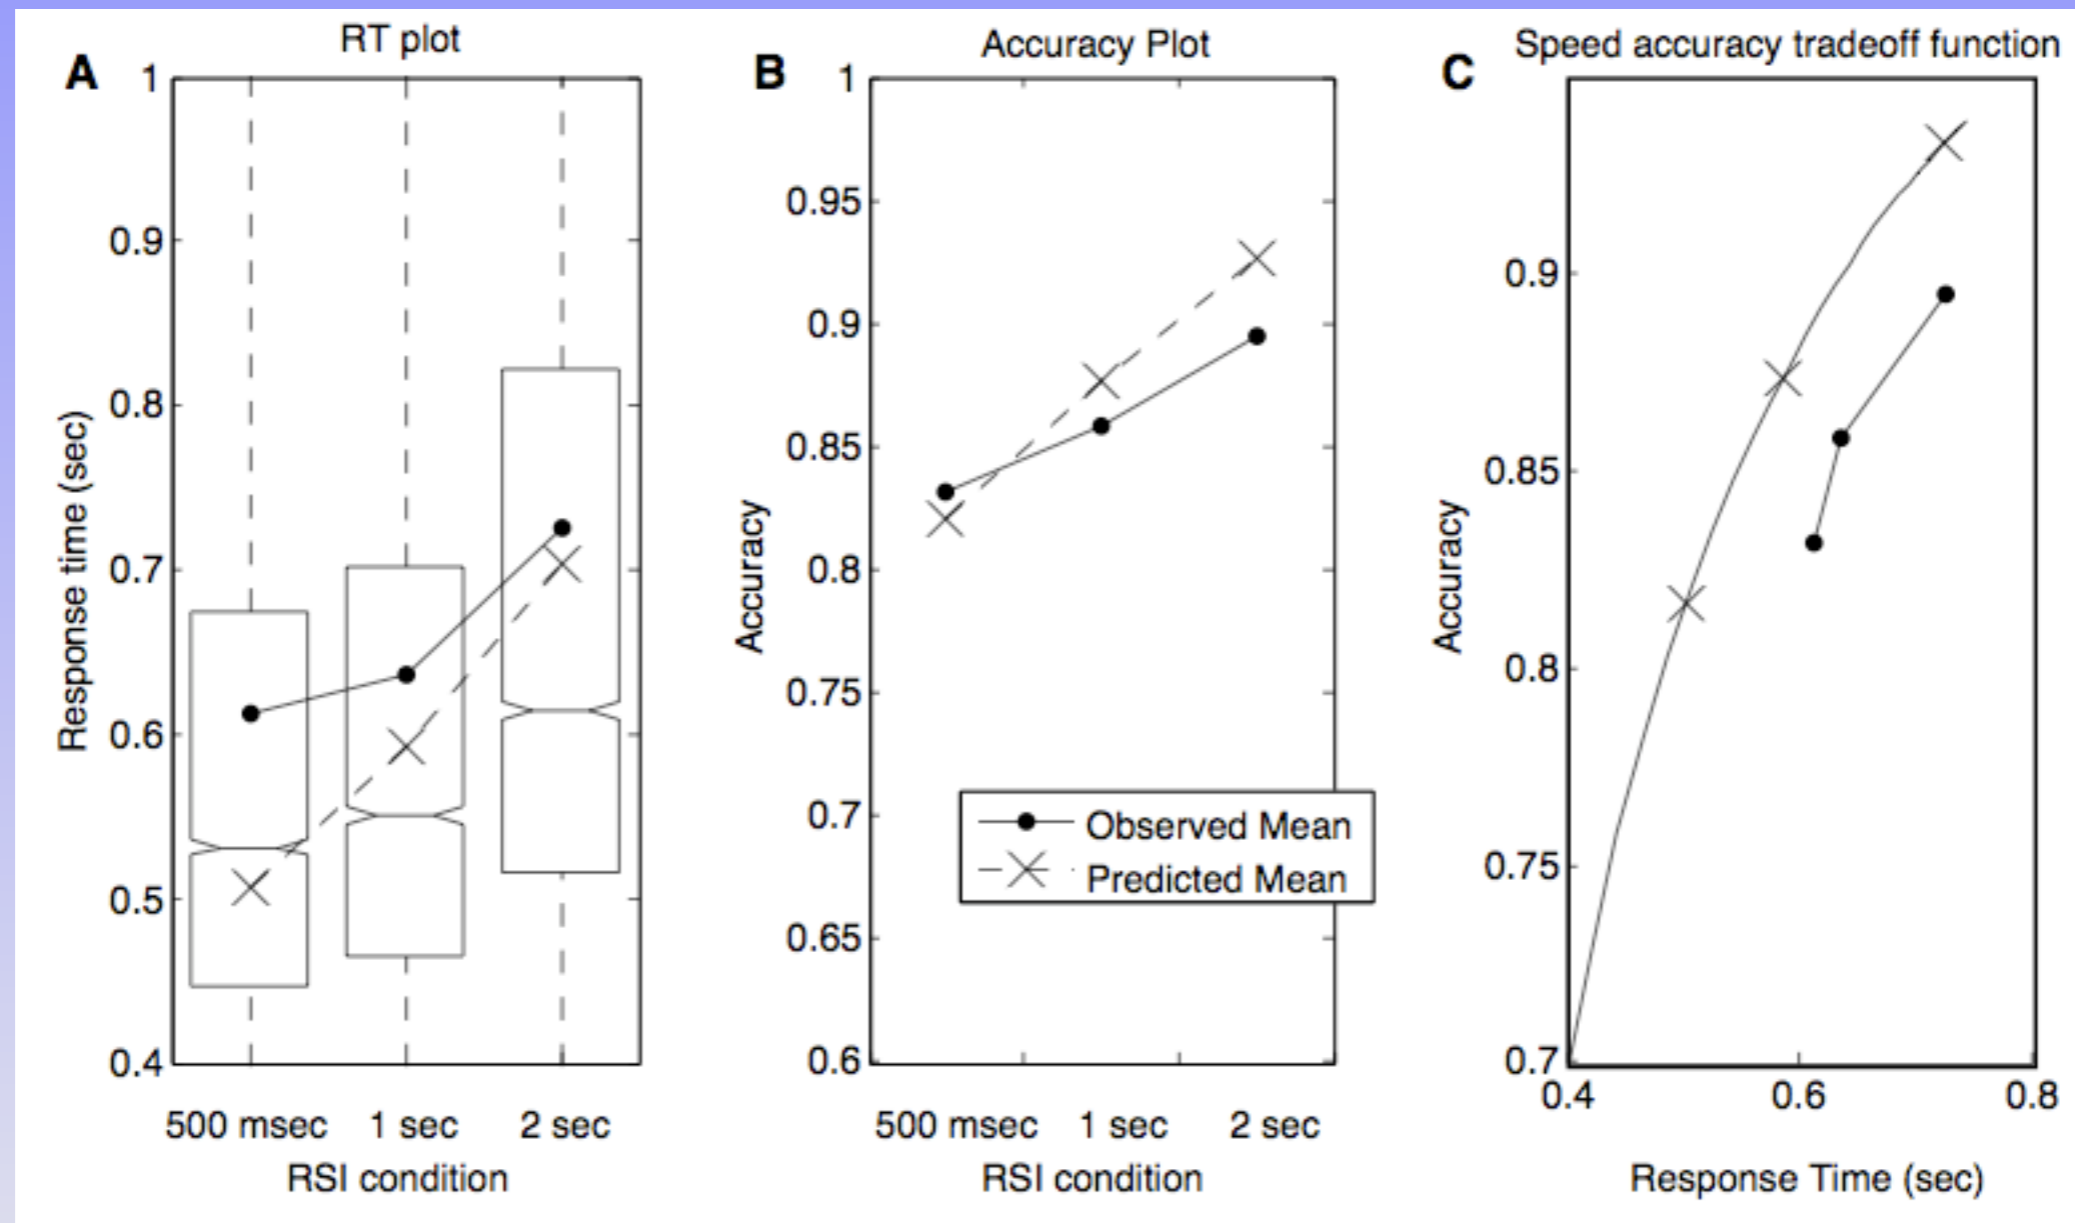 A
RT plot
1
0.9
0.8
0.7
0.6
0.5
0.4
Response time (sec)
500 msec 1 sec 2 sec
RSI condition
B
Accuracy Plot
1
0.95
0.9
0.85
0.8
0.75
0.7
0.65
0.6
Accuracy
Observed Mean
Predicted Mean
500 msec 1 sec 2 sec
RSI condition
C
Speed accuracy tradeoff function
0.9
0.85
0.8
0.75
0.7
Accuracy
0.4 0.6 0.8
Response Time (sec)